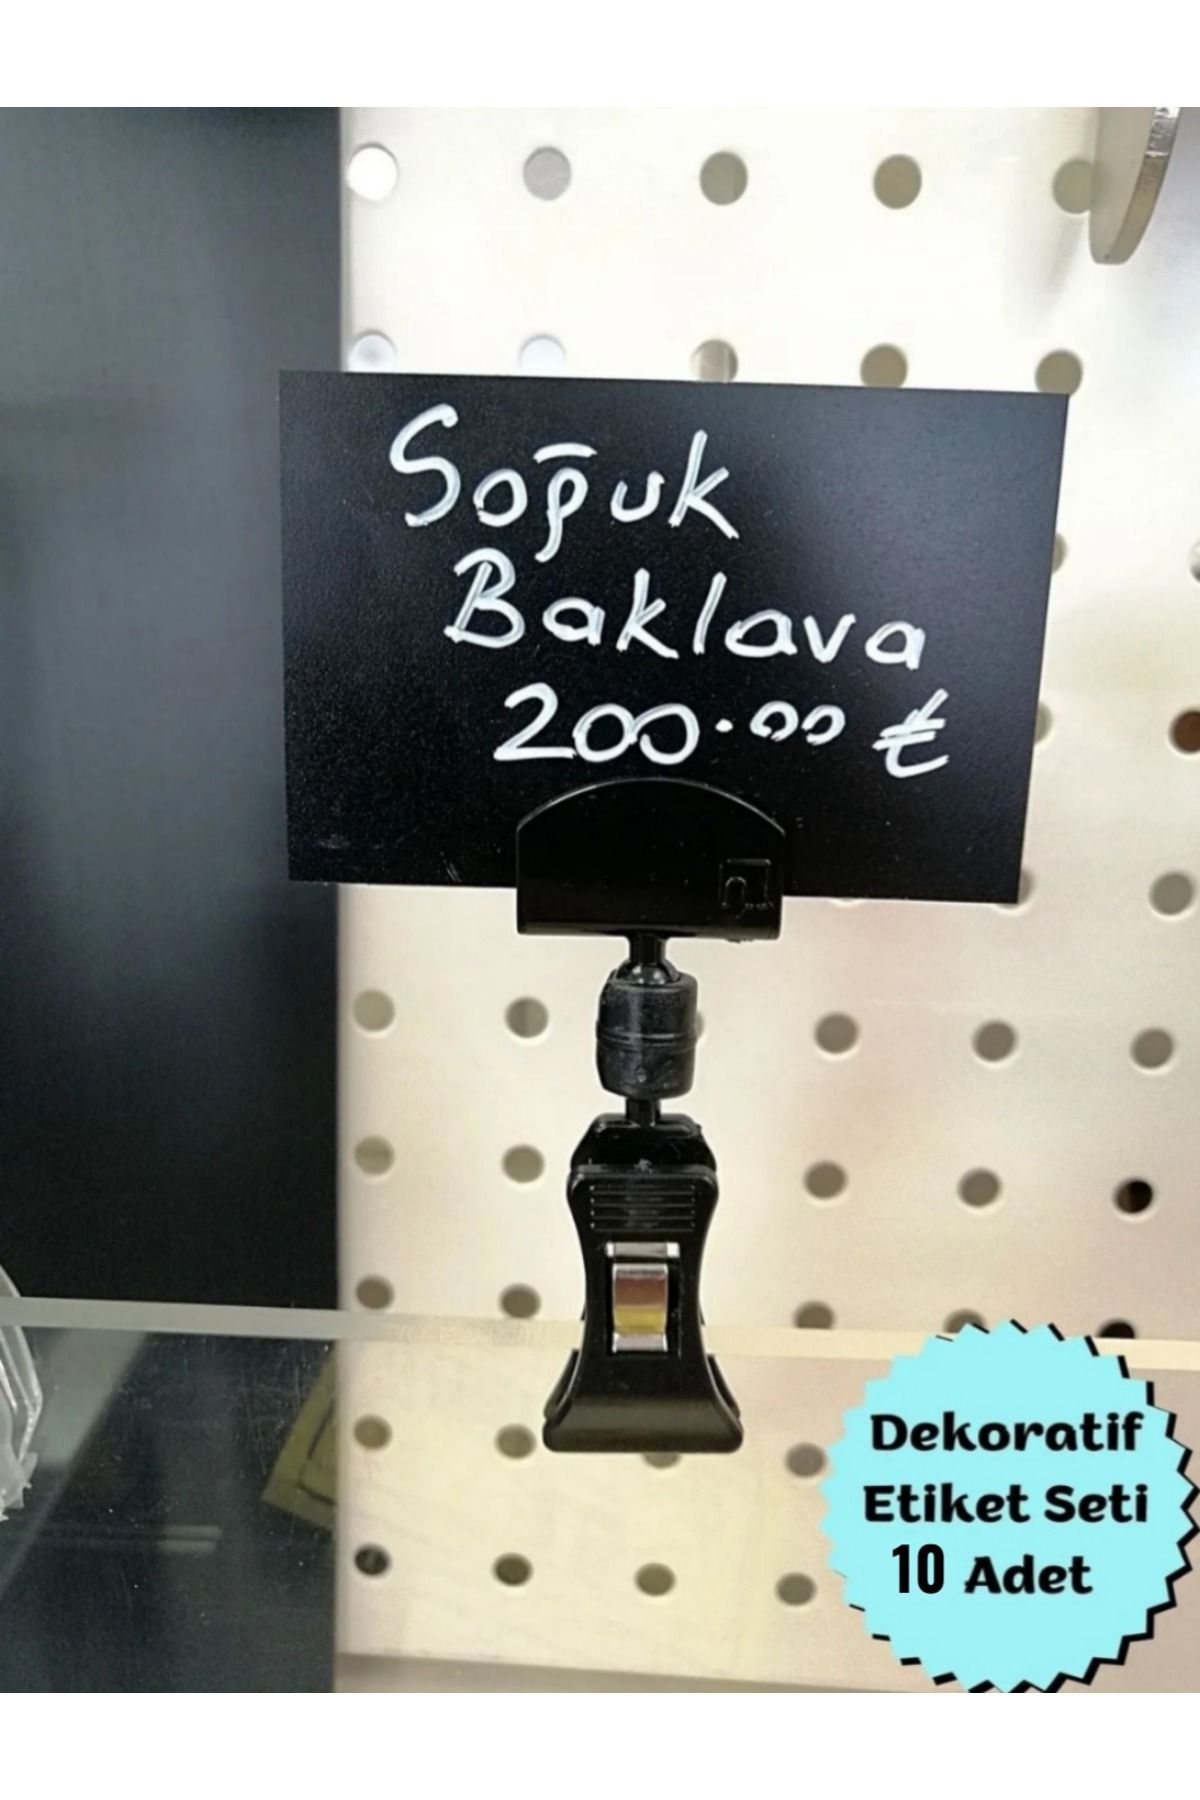 Soğuk
Baklava
200.00 ₺
Dekoratif
Etiket Seti
10 Adet